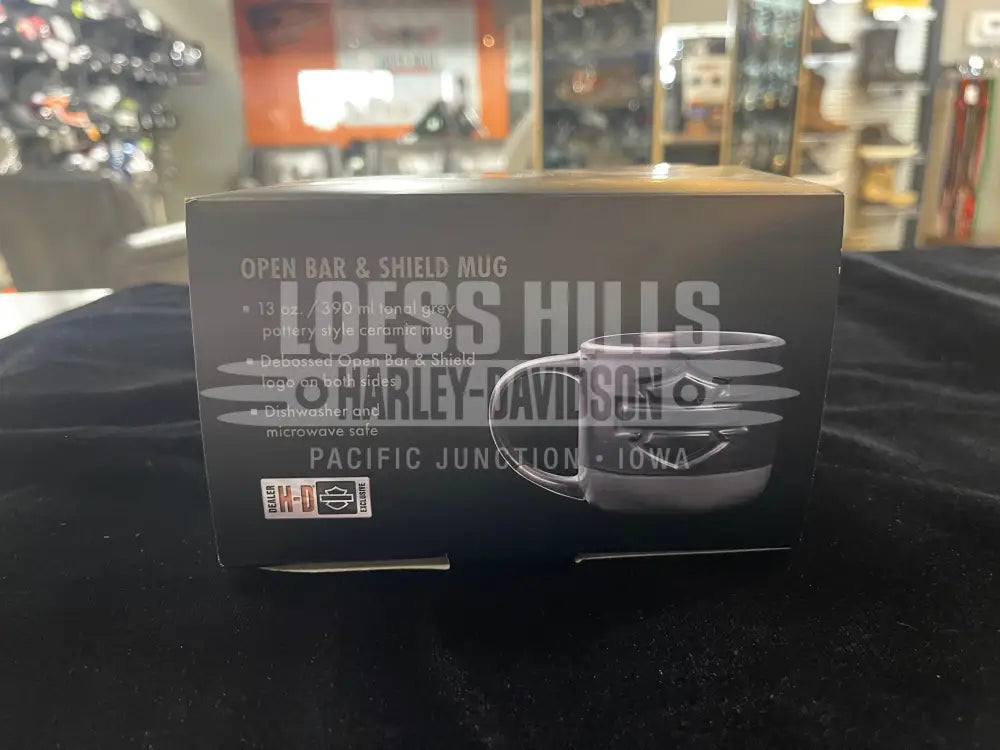 OPEN BAR & SHIELD MUG
▪ 13 oz. / 390 ml tonal grey
pottery style ceramic mug
▪ Debossed Open Bar & Shield
logo on both sides
▪ Dishwasher and
microwave safe
LOESS HILLS
HARLEY-DAVIDSON
PACIFIC JUNCTION • IOWA
DEALER
H-D
EXCLUSIVE